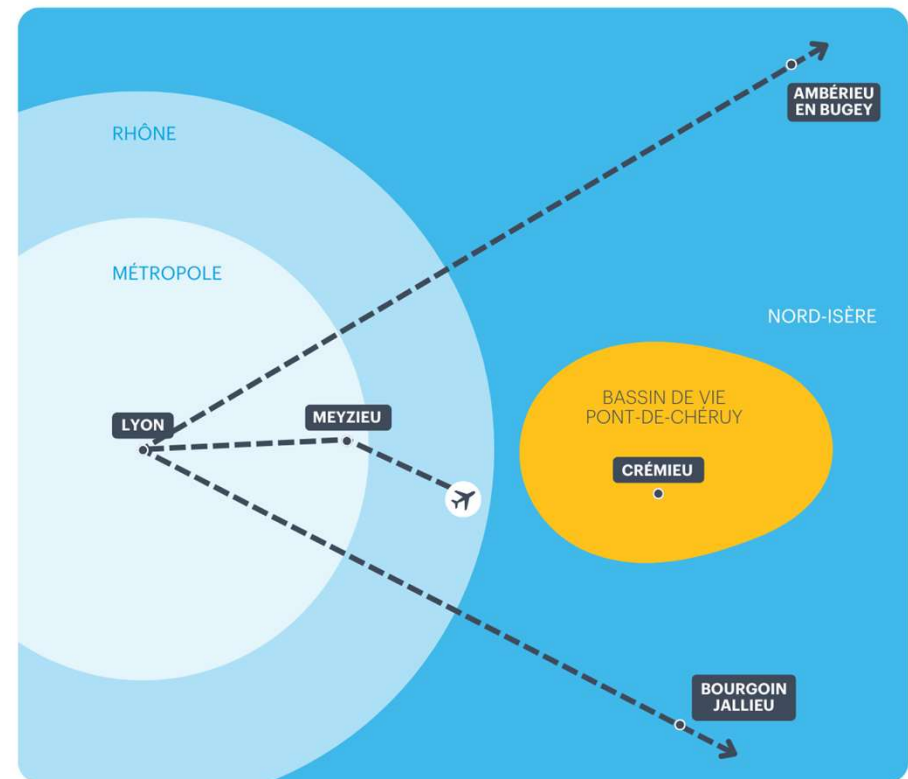 AMBÉRIEU
EN BUGEY
RHÔNE
MÉTROPOLE
NORD-ISÈRE
BASSIN DE VIE
PONT-DE-CHÉRUY
LYON
MEYZIEU
CRÉMIEU
BOURGOIN
JALLIEU